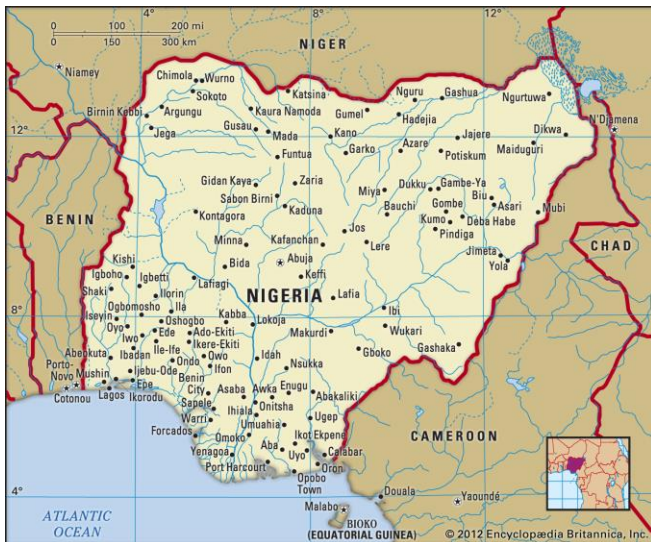 4°
8°
12°
0 100 200 mi
0 150 300 km
NIGER
Niamey
Chimola
Wurno
Sokoto
Katsina
Nguru
Gashua
Ngurtuwa
Birnin Kebbi
Argungu
Kaura Namoda
Gumel
Hadejia
N'Djamena
12°
Jega
Gusau
Mada
Kano
Jajere
Dikwa
Maiduguri
Funtua
Garko
Azare
Potiskum
Gidan Kaya
Zaria
Miya
Dukku
Gambe-Ya
Sabon Birni
Biu
BENIN
Kontagora
Kaduna
Bauchi
Gombe
Asari
Mubi
Kumo
Deba Habe
Pindiga
Minna
Kafanchan
Jos
Lere
CHAD
Jimeta
Kishi
Bida
Abuja
Yola
Igboho
Igbetti
Lafiagi
Keffi
Shaki
Ilorin
NIGERIA
Lafia
Ogbomosho
Ila
Kabba
Ibi
8°
Iseyin
Oshogbo
Lokoja
Oyo
Ede
Ado-Ekiti
Makurdi
Wukari
Iwo
Ikere-Ekiti
Abeokuta
Ile-Ife
Owo
Idah
Gboko
Gashaka
Porto-
Novo
Ibadan
Ondo
Ifon
Nsukka
Mushin
Ijebu-Ode
Benin
City
Enugu
Cotonou
Lagos
Epe
Ikorodu
Asaba
Awka
Abakaliki
Sapele
Ihiala
Onitsha
Warri
Umuahia
Ugep
Forcados
Omoko
Ikot Ekpene
CAMEROON
Yenagoa
Aba
Uyo
Calabar
Port Harcourt
Oron
Opobo
Town
4°
Douala
Yaoundé
Malabo
ATLANTIC
OCEAN
BIOKO
(EQUATORIAL GUINEA)
© 2012 Encyclopædia Britannica, Inc.